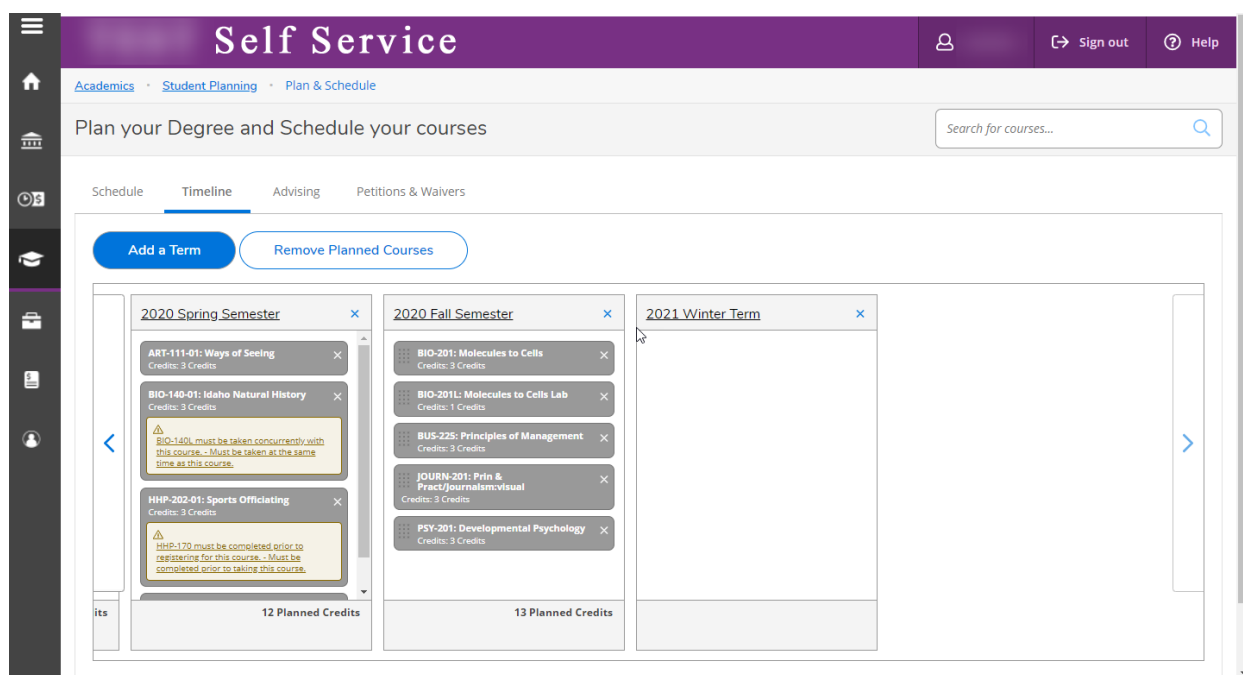 Self Service
Sign out
Help
Academics · Student Planning · Plan & Schedule
Plan your Degree and Schedule your courses
Search for courses...
Schedule
Timeline
Advising
Petitions & Waivers
Add a Term
Remove Planned Courses
2020 Spring Semester
ART-111-01: Ways of Seeing
Credits: 3 Credits
BIO-140-01: Idaho Natural History
Credits: 3 Credits
BIO-140L must be taken concurrently with
this course. - Must be taken at the same
time as this course.
HHP-202-01: Sports Officiating
Credits: 3 Credits
HHP-170 must be completed prior to
registering for this course. - Must be
completed prior to taking this course.
its
12 Planned Credits
2020 Fall Semester
BIO-201: Molecules to Cells
Credits: 3 Credits
BIO-201L: Molecules to Cells Lab
Credits: 1 Credits
BUS-225: Principles of Management
Credits: 3 Credits
JOURN-201: Prin &
Pract/Journalsm:visual
Credits: 3 Credits
PSY-201: Developmental Psychology
Credits: 3 Credits
13 Planned Credits
2021 Winter Term